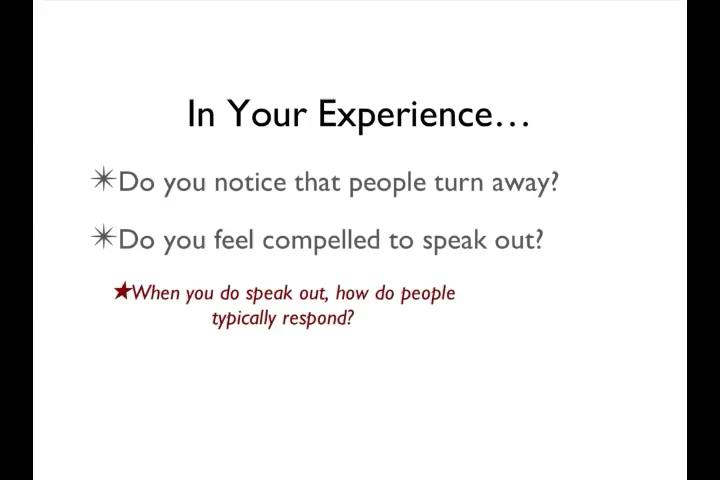 In Your Experience…
✴Do you notice that people turn away?
✴Do you feel compelled to speak out?
★When you do speak out, how do people
typically respond?